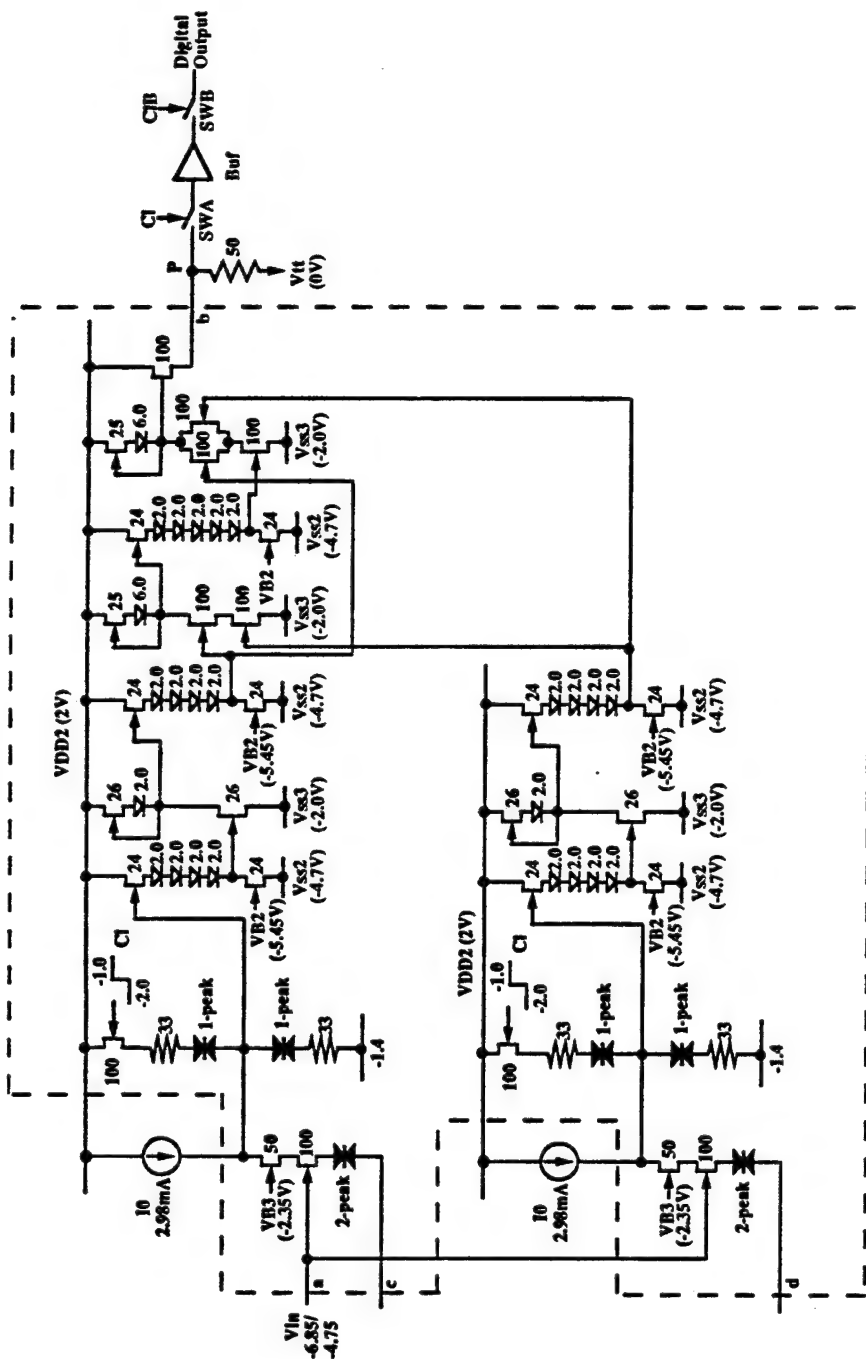 VDD2 (2V)
I0
2.98mA
100
-1.0
-2.0
Cl
33
1-peak
1-peak
33
-1.4
VB3
(-2.35V)
50
100
2-peak
Vin
-6.85/
-4.75
a
c
24
2.0
2.0
2.0
2.0
24
VB2
(-5.45V)
Vss2
(-4.7V)
26
2.0
26
Vss3
(-2.0V)
24
2.0
2.0
2.0
2.0
24
VB2
(-5.45V)
Vss2
(-4.7V)
25
6.0
100
100
Vss3
(-2.0V)
24
2.0
2.0
2.0
2.0
2.0
24
VB2
Vss2
(-4.7V)
25
6.0
100
100
100
Vss3
(-2.0V)
100
b
P
50
Vtt
(0V)
Cl
SWA
Buf
ClB
SWB
Digital
Output
VDD2 (2V)
I0
2.98mA
100
-1.0
-2.0
Cl
33
1-peak
1-peak
33
-1.4
VB3
(-2.35V)
50
100
2-peak
d
24
2.0
2.0
2.0
2.0
24
VB2
(-5.45V)
Vss2
(-4.7V)
26
2.0
26
Vss3
(-2.0V)
24
2.0
2.0
2.0
2.0
24
VB2
(-5.45V)
Vss2
(-4.7V)